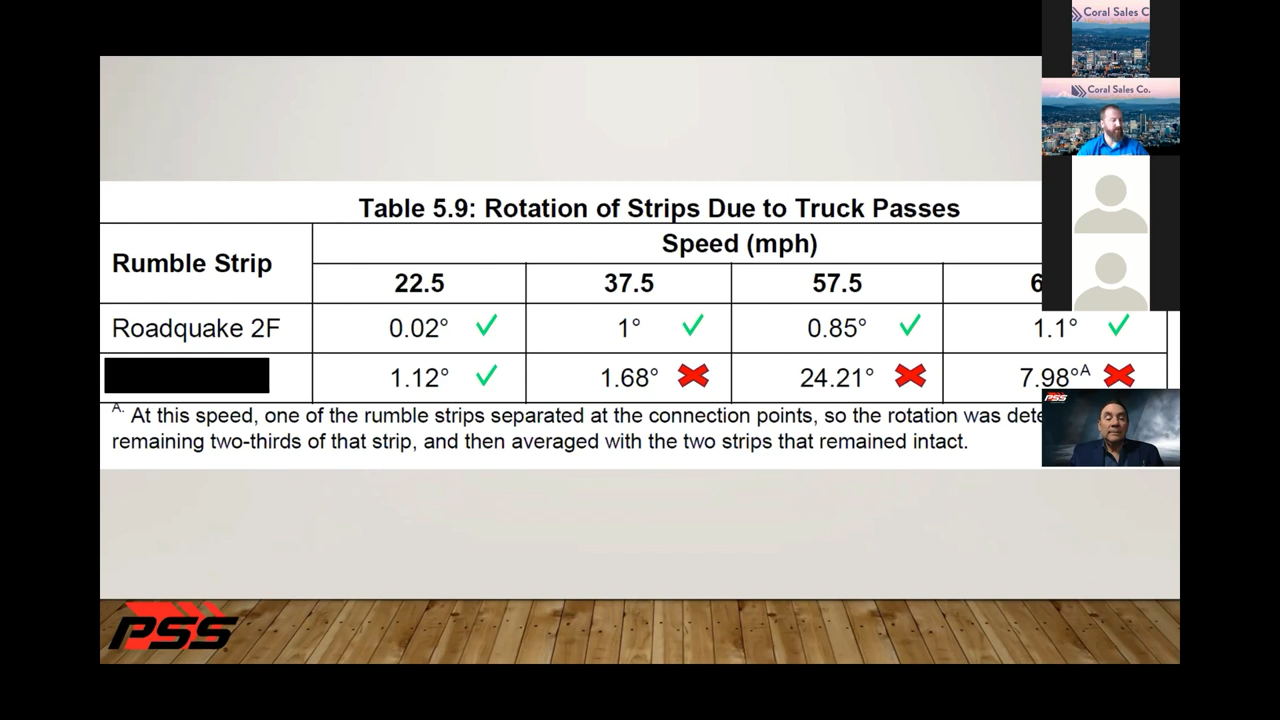 Coral Sales C
Coral Sales Co.
Table 5.9: Rotation of Strips Due to Truck Passes
Rumble Strip
Speed (mph)
22.5 37.5 57.5 6
Roadquake 2F 0.02° 1° 0.85° 1.1°
1.12° 1.68° 24.21° 7.98°A
A. At this speed, one of the rumble strips separated at the connection points, so the rotation was dete
remaining two-thirds of that strip, and then averaged with the two strips that remained intact.
PSS
PSS